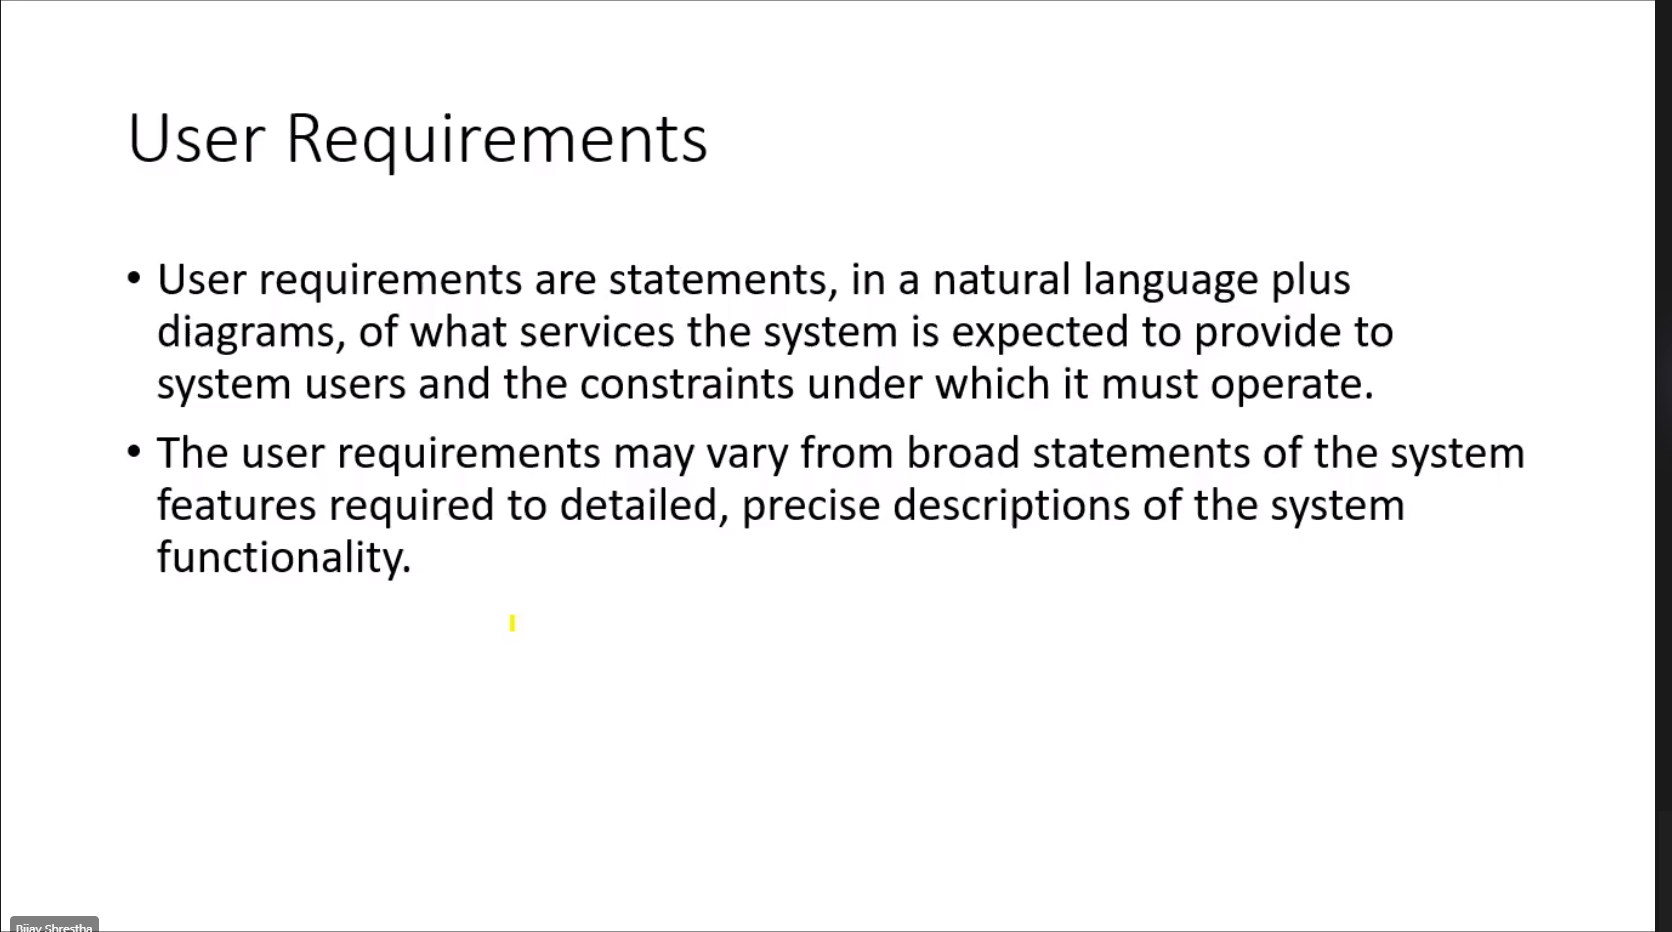 User Requirements
• User requirements are statements, in a natural language plus
diagrams, of what services the system is expected to provide to
system users and the constraints under which it must operate.
• The user requirements may vary from broad statements of the system
features required to detailed, precise descriptions of the system
functionality.
Bijay Shrestha